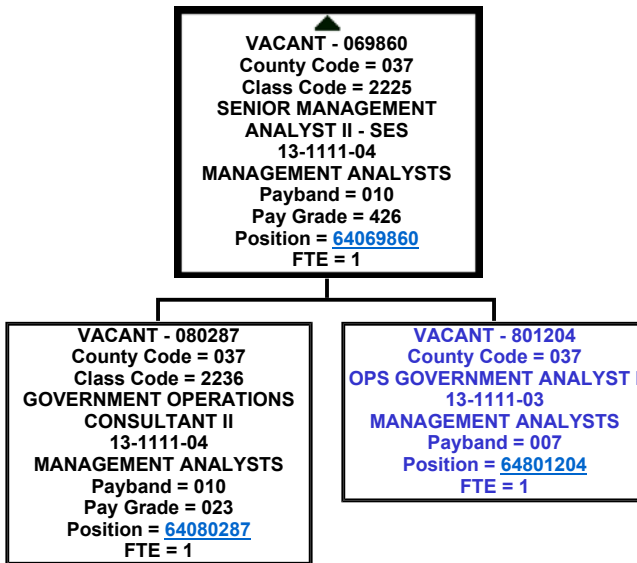 VACANT - 069860
County Code = 037
Class Code = 2225
SENIOR MANAGEMENT
ANALYST II - SES
13-1111-04
MANAGEMENT ANALYSTS
Payband = 010
Pay Grade = 426
Position = 64069860
FTE = 1
VACANT - 080287
County Code = 037
Class Code = 2236
GOVERNMENT OPERATIONS
CONSULTANT II
13-1111-04
MANAGEMENT ANALYSTS
Payband = 010
Pay Grade = 023
Position = 64080287
FTE = 1
VACANT - 801204
County Code = 037
OPS GOVERNMENT ANALYST
13-1111-03
MANAGEMENT ANALYSTS
Payband = 007
Position = 64801204
FTE = 1